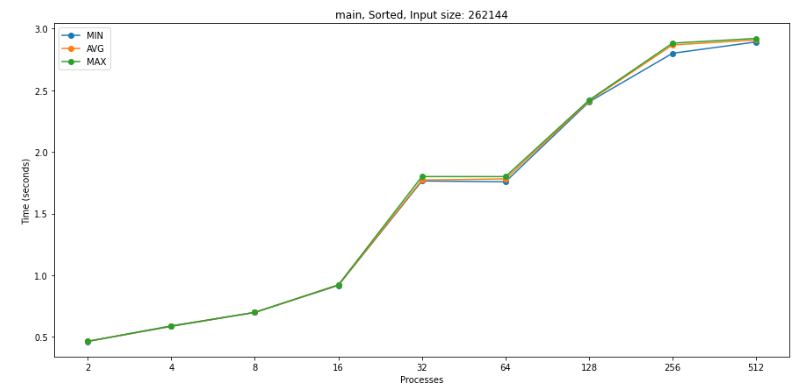 main, Sorted, Input size: 262144
MIN
AVG
MAX
Time (seconds)
3.0
2.5
2.0
1.5
1.0
0.5
2 4 8 16 32 64 128 256 512
Processes